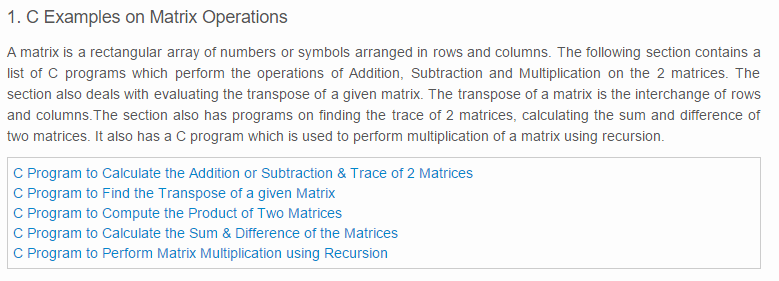 1. C Examples on Matrix Operations
A matrix is a rectangular array of numbers or symbols arranged in rows and columns. The following section contains a
list of C programs which perform the operations of Addition, Subtraction and Multiplication on the 2 matrices. The
section also deals with evaluating the transpose of a given matrix. The transpose of a matrix is the interchange of rows
and columns.The section also has programs on finding the trace of 2 matrices, calculating the sum and difference of
two matrices. It also has a C program which is used to perform multiplication of a matrix using recursion.
C Program to Calculate the Addition or Subtraction & Trace of 2 Matrices
C Program to Find the Transpose of a given Matrix
C Program to Compute the Product of Two Matrices
C Program to Calculate the Sum & Difference of the Matrices
C Program to Perform Matrix Multiplication using Recursion